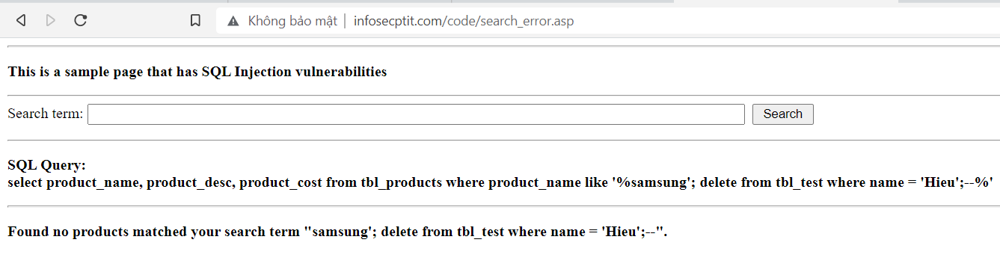 Không bảo mật | infosecptit.com/code/search_error.asp
This is a sample page that has SQL Injection vulnerabilities
Search term: Search
SQL Query:
select product_name, product_desc, product_cost from tbl_products where product_name like '%samsung'; delete from tbl_test where name = 'Hieu';--%'
Found no products matched your search term "samsung'; delete from tbl_test where name = 'Hieu';--".